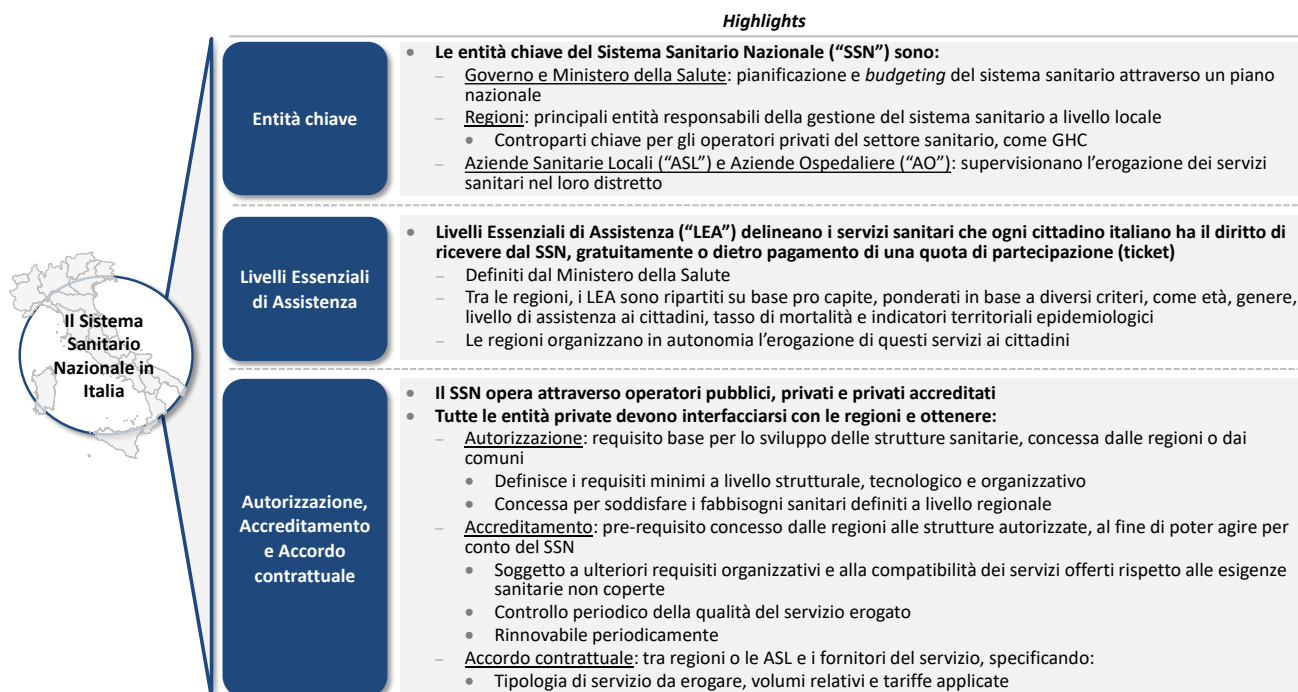 Highlights
Il Sistema
Sanitario
Nazionale in
Italia
Entità chiave
• Le entità chiave del Sistema Sanitario Nazionale (“SSN”) sono:
– Governo e Ministero della Salute: pianificazione e budgeting del sistema sanitario attraverso un piano
nazionale
– Regioni: principali entità responsabili della gestione del sistema sanitario a livello locale
• Controparti chiave per gli operatori privati del settore sanitario, come GHC
– Aziende Sanitarie Locali (“ASL”) e Aziende Ospedaliere (“AO”): supervisionano l’erogazione dei servizi
sanitari nel loro distretto
Livelli Essenziali
di Assistenza
• Livelli Essenziali di Assistenza (“LEA”) delineano i servizi sanitari che ogni cittadino italiano ha il diritto di
ricevere dal SSN, gratuitamente o dietro pagamento di una quota di partecipazione (ticket)
– Definiti dal Ministero della Salute
– Tra le regioni, i LEA sono ripartiti su base pro capite, ponderati in base a diversi criteri, come età, genere,
livello di assistenza ai cittadini, tasso di mortalità e indicatori territoriali epidemiologici
– Le regioni organizzano in autonomia l’erogazione di questi servizi ai cittadini
Autorizzazione,
Accreditamento
e Accordo
contrattuale
• Il SSN opera attraverso operatori pubblici, privati e privati accreditati
• Tutte le entità private devono interfacciarsi con le regioni e ottenere:
– Autorizzazione: requisito base per lo sviluppo delle strutture sanitarie, concessa dalle regioni o dai
comuni
• Definisce i requisiti minimi a livello strutturale, tecnologico e organizzativo
• Concessa per soddisfare i fabbisogni sanitari definiti a livello regionale
– Accreditamento: pre-requisito concesso dalle regioni alle strutture autorizzate, al fine di poter agire per
conto del SSN
• Soggetto a ulteriori requisiti organizzativi e alla compatibilità dei servizi offerti rispetto alle esigenze
sanitarie non coperte
• Controllo periodico della qualità del servizio erogato
• Rinnovabile periodicamente
– Accordo contrattuale: tra regioni o le ASL e i fornitori del servizio, specificando:
• Tipologia di servizio da erogare, volumi relativi e tariffe applicate